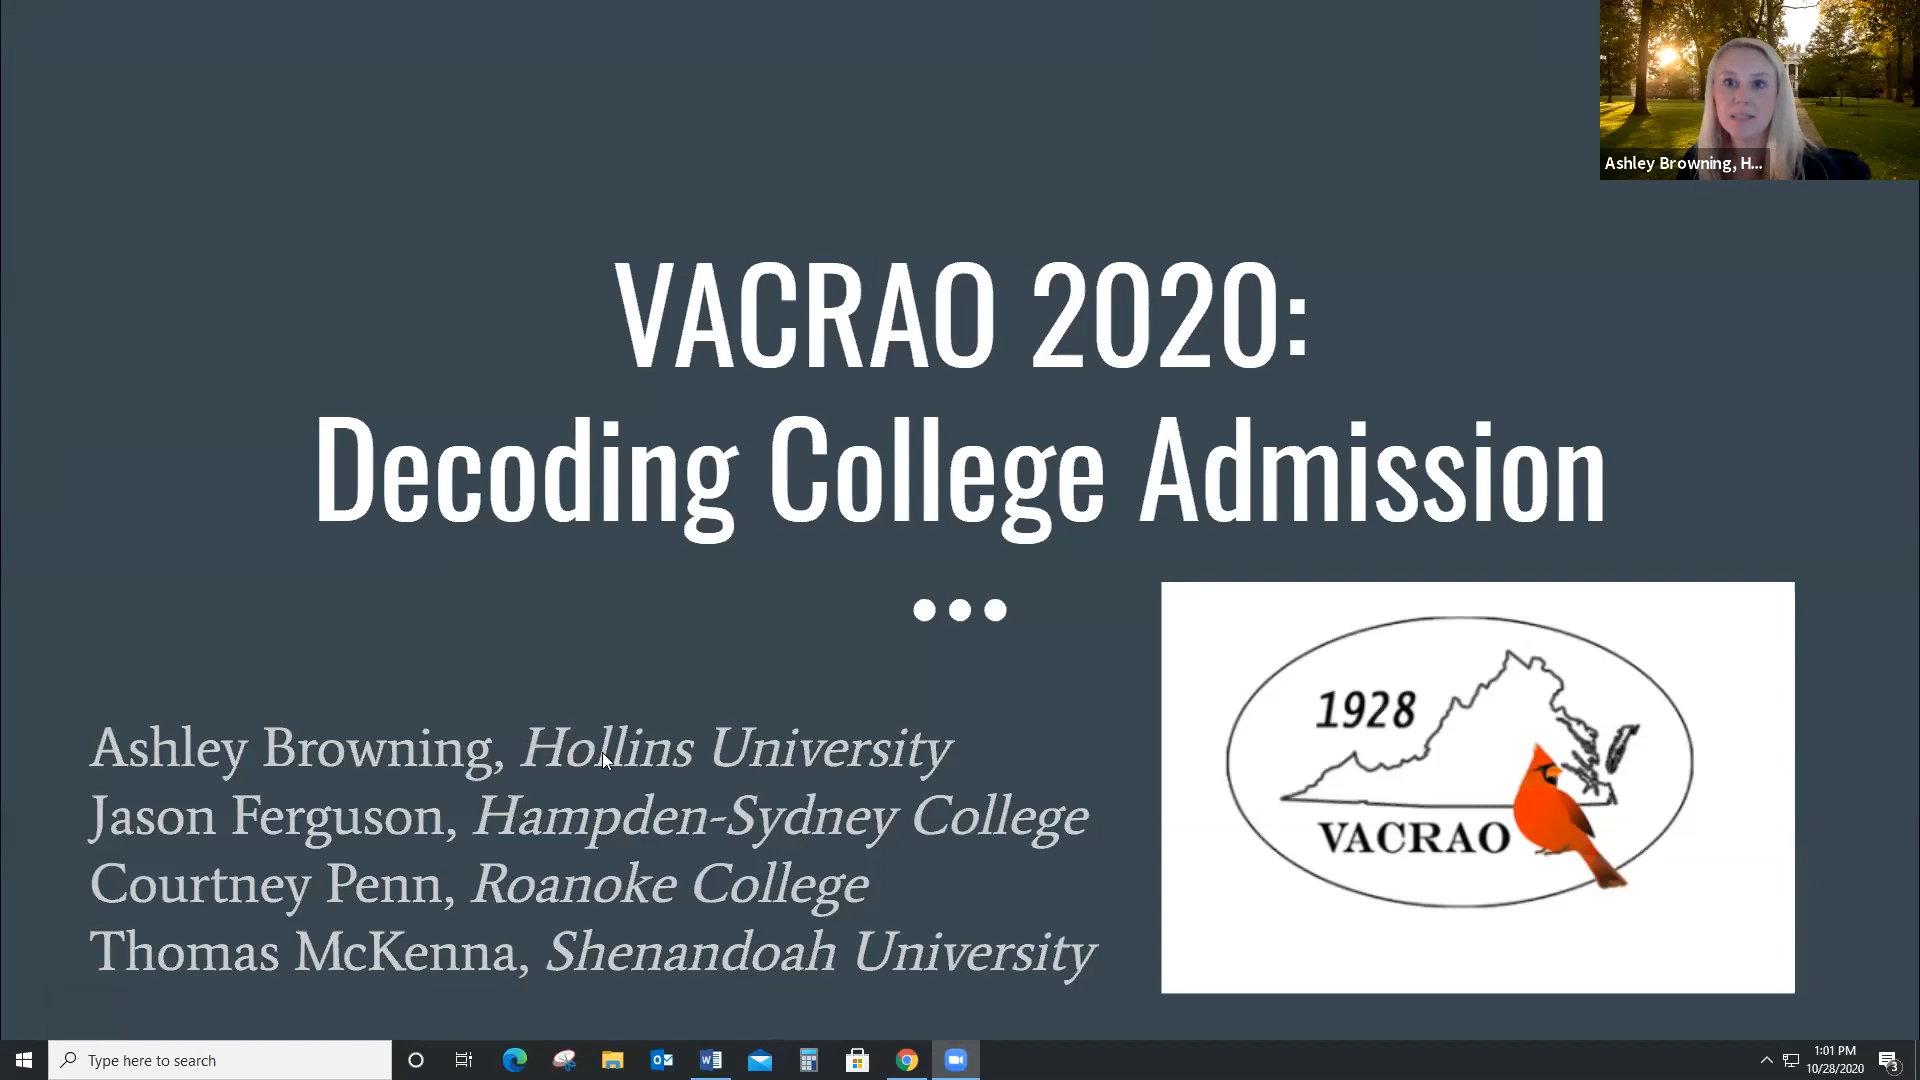 Ashley Browning, H...
VACRAO 2020:
Decoding College Admission
1928
VACRAO
Ashley Browning, Hollins University
Jason Ferguson, Hampden-Sydney College
Courtney Penn, Roanoke College
Thomas McKenna, Shenandoah University
Type here to search
1:01 PM
10/28/2020
3